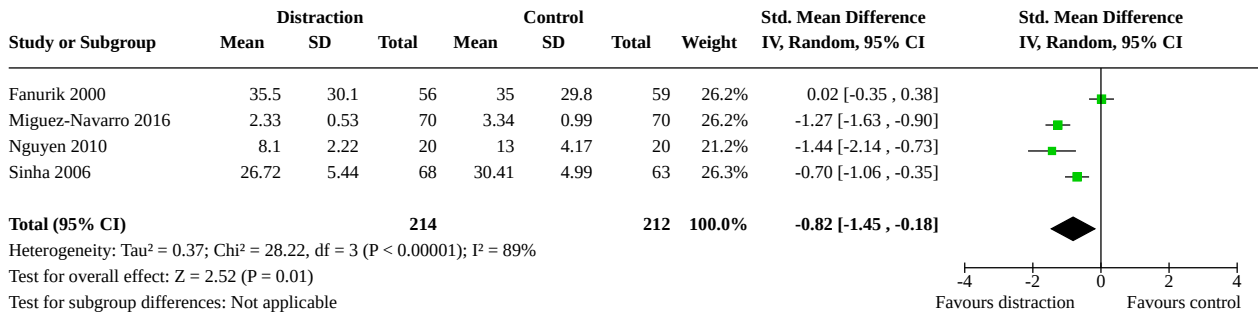 Distraction Control Std. Mean Difference Std. Mean Difference
Study or Subgroup Mean SD Total Mean SD Total Weight IV, Random, 95% CI IV, Random, 95% CI
Fanurik 2000 35.5 30.1 56 35 29.8 59 26.2% 0.02 [-0.35 , 0.38]
Miguez-Navarro 2016 2.33 0.53 70 3.34 0.99 70 26.2% -1.27 [-1.63 , -0.90]
Nguyen 2010 8.1 2.22 20 13 4.17 20 21.2% -1.44 [-2.14 , -0.73]
Sinha 2006 26.72 5.44 68 30.41 4.99 63 26.3% -0.70 [-1.06 , -0.35]
Total (95% CI) 214 212 100.0% -0.82 [-1.45 , -0.18]
Heterogeneity: Tau² = 0.37; Chi² = 28.22, df = 3 (P < 0.00001); I² = 89%
Test for overall effect: Z = 2.52 (P = 0.01)
Test for subgroup differences: Not applicable
-4 -2 0 2 4
Favours distraction Favours control